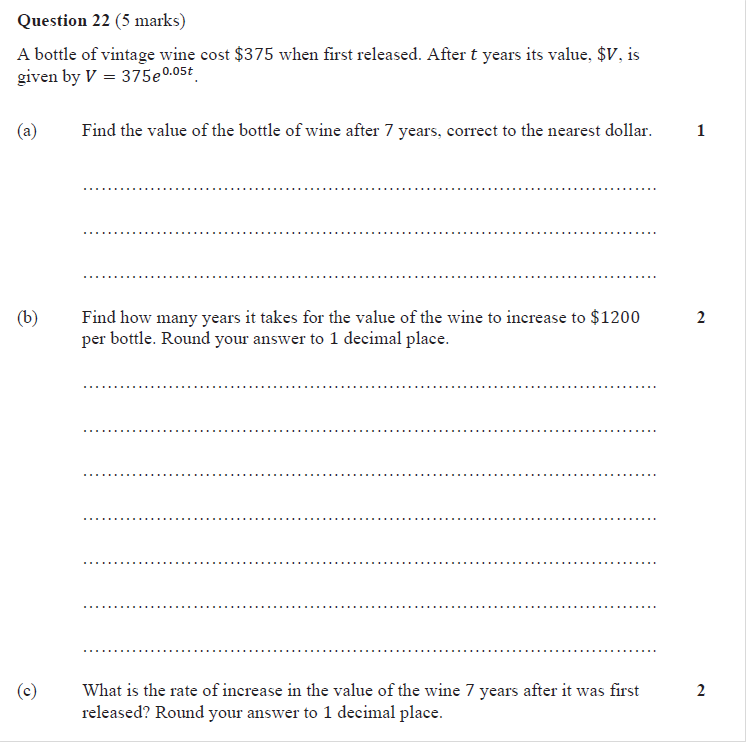 Question 22 (5 marks)
A bottle of vintage wine cost $375 when first released. After t years its value, $V, is
given by V = 375e^0.05t.
(a) Find the value of the bottle of wine after 7 years, correct to the nearest dollar. 1
(b) Find how many years it takes for the value of the wine to increase to $1200 2
per bottle. Round your answer to 1 decimal place.
(c) What is the rate of increase in the value of the wine 7 years after it was first 2
released? Round your answer to 1 decimal place.